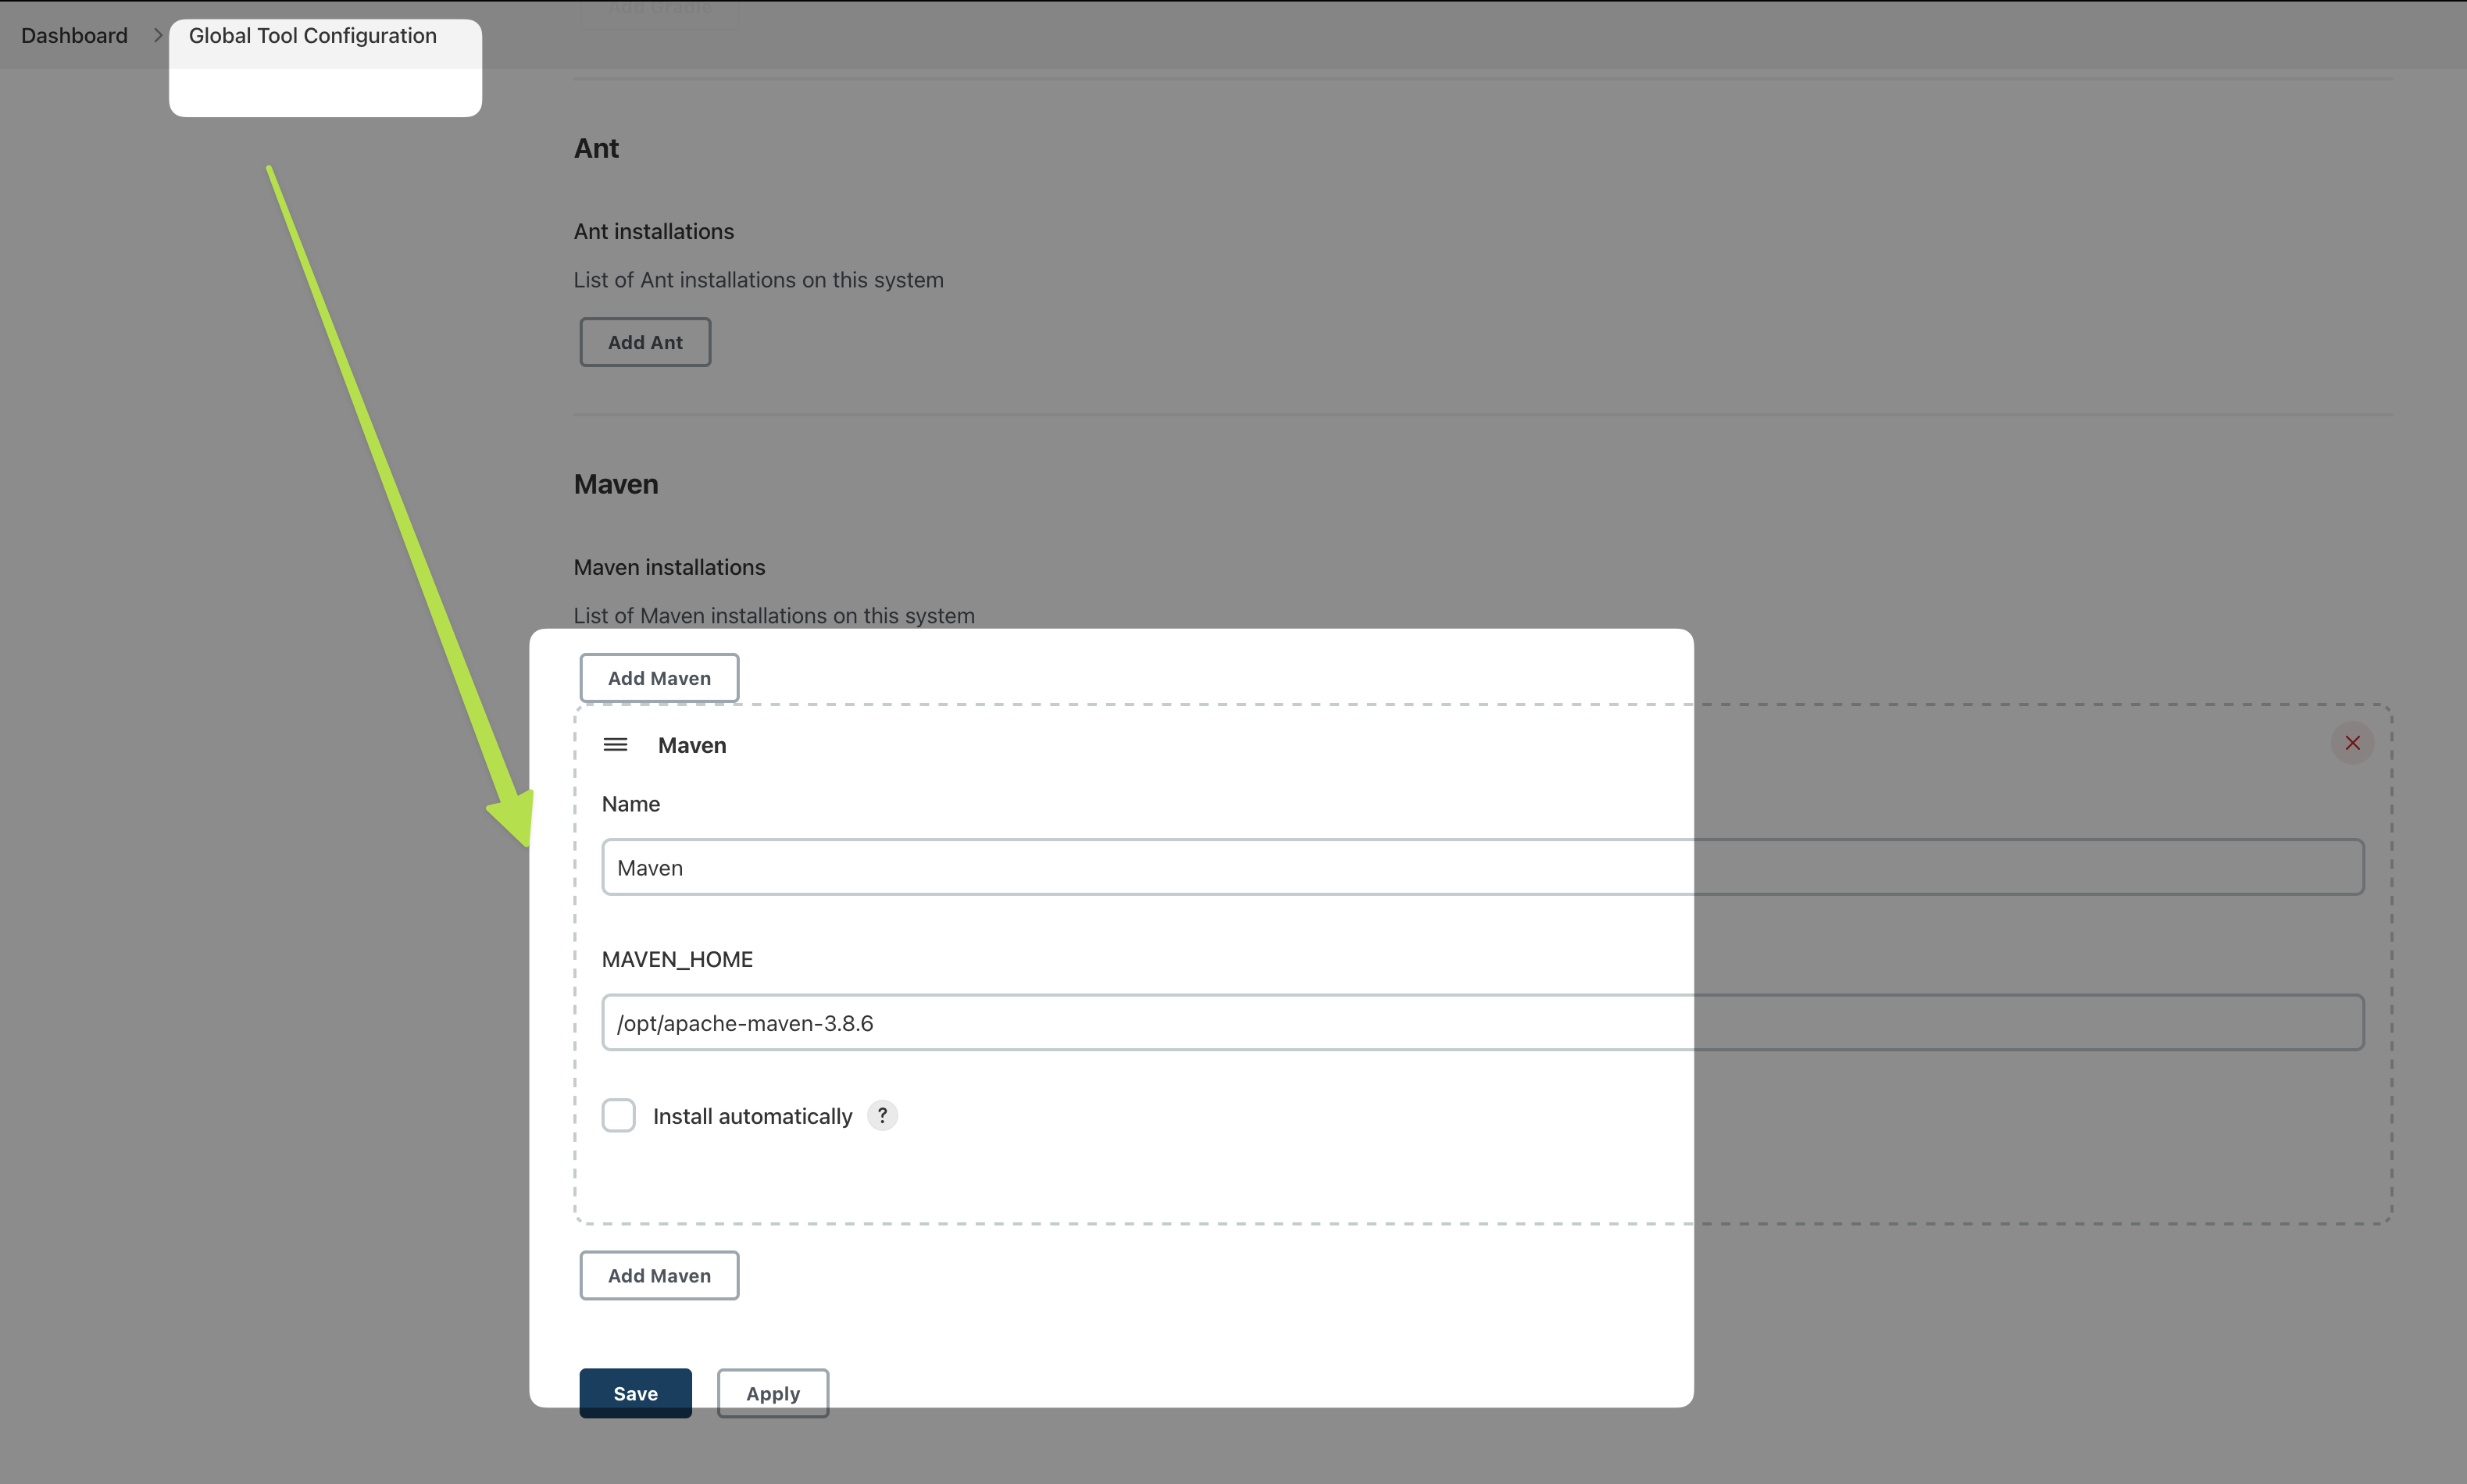 Add Gradle
Dashboard > Global Tool Configuration
Ant
Ant installations
List of Ant installations on this system
Add Ant
Maven
Maven installations
List of Maven installations on this system
Add Maven
Maven
Name
Maven
MAVEN_HOME
/opt/apache-maven-3.8.6
Install automatically ?
Add Maven
Save Apply